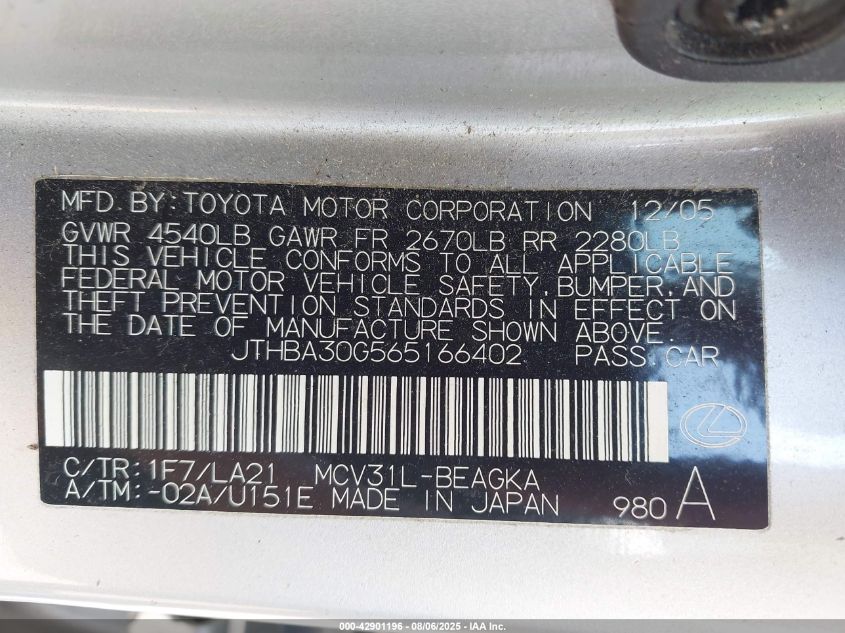 MFD. BY: TOYOTA MOTOR CORPORATION 12/05
GVWR 4540LB GAWR FR 2670LB RR 2280LB
THIS VEHICLE CONFORMS TO ALL APPLICABLE
FEDERAL MOTOR VEHICLE SAFETY, BUMPER, AND
THEFT PREVENTION STANDARDS IN EFFECT ON
THE DATE OF MANUFACTURE SHOWN ABOVE.
JTHBA30G565166402 PASS. CAR
C/TR: 1F7/LA21 MCV31L-BEAGKA
A/TM: -02A/U151E MADE IN JAPAN 980 A
000-42901196 - 08/06/2025 - IAA Inc.